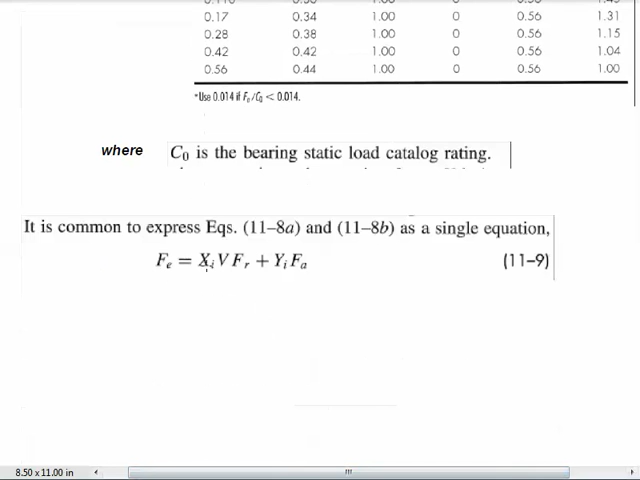 0.17 0.34 1.00 0 0.56 1.31
0.28 0.38 1.00 0 0.56 1.15
0.42 0.42 1.00 0 0.56 1.04
0.56 0.44 1.00 0 0.56 1.00
*Use 0.014 if Fa/C0 < 0.014.
where C0 is the bearing static load catalog rating.
It is common to express Eqs. (11–8a) and (11–8b) as a single equation,
Fe = Xi V Fr + Yi Fa (11–9)
8.50 x 11.00 in